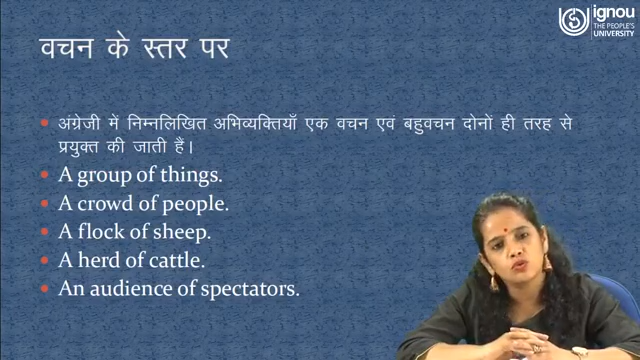 ignou
THE PEOPLE'S
UNIVERSITY
वचन के स्तर पर
अंग्रेजी में निम्नलिखित अभिव्यक्तियाँ एक वचन एवं बहुवचन दोनों ही तरह से
प्रयुक्त की जाती हैं।
A group of things.
A crowd of people.
A flock of sheep.
A herd of cattle.
An audience of spectators.